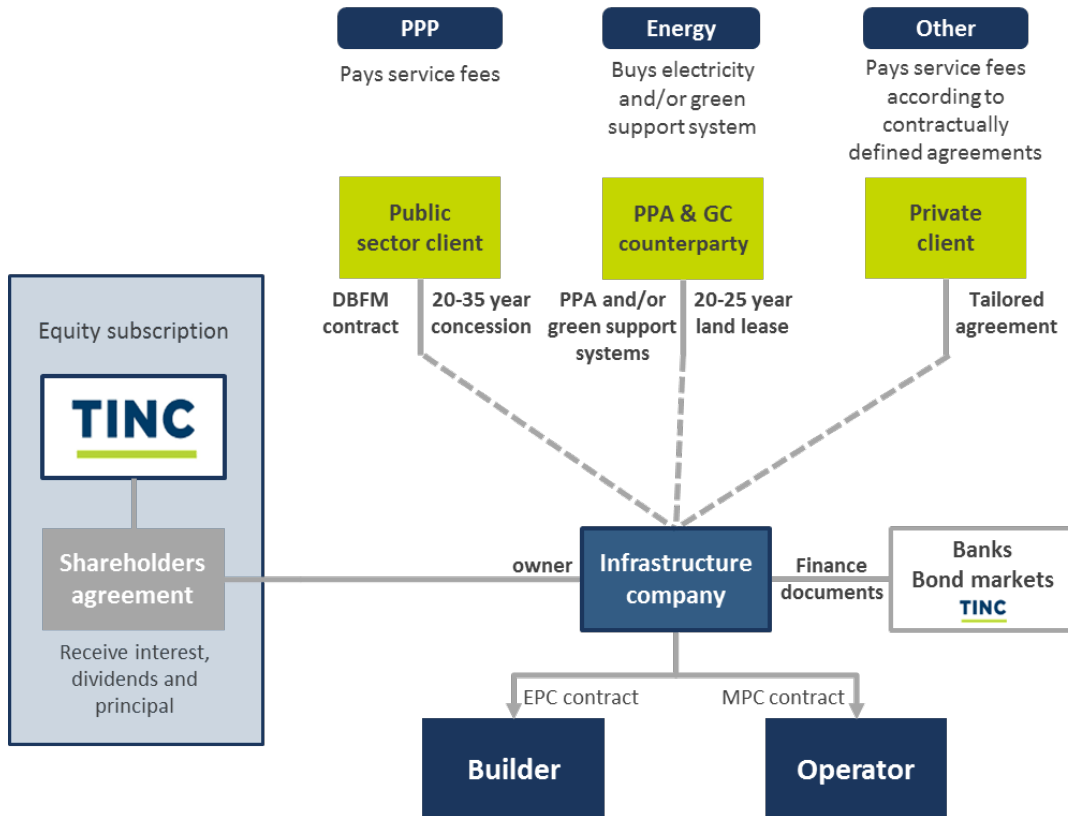 PPP
Energy
Other
Pays service fees
Buys electricity
and/or green
support system
Pays service fees
according to
contractually
defined agreements
Public
sector client
PPA & GC
counterparty
Private
client
DBFM
contract
20-35 year
concession
PPA and/or
green support
systems
20-25 year
land lease
Tailored
agreement
Equity subscription
TINC
Shareholders
agreement
Receive interest,
dividends and
principal
owner
Infrastructure
company
Finance
documents
Banks
Bond markets
TINC
EPC contract
MPC contract
Builder
Operator